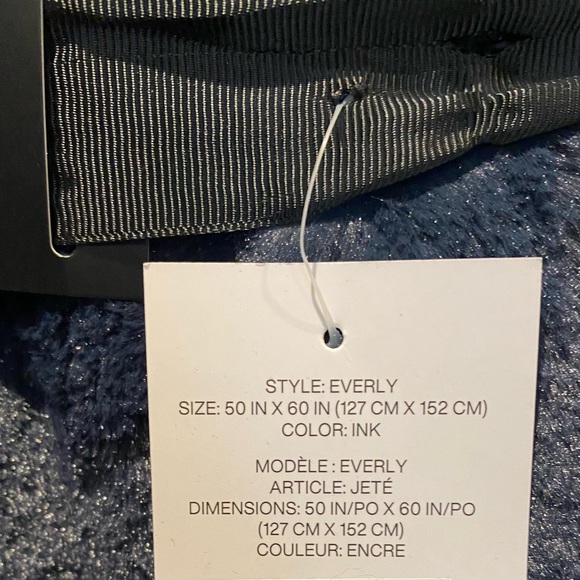 STYLE: EVERLY
SIZE: 50 IN X 60 IN (127 CM X 152 CM)
COLOR: INK
MODÈLE : EVERLY
ARTICLE: JETÉ
DIMENSIONS: 50 IN/PO X 60 IN/PO
(127 CM X 152 CM)
COULEUR: ENCRE